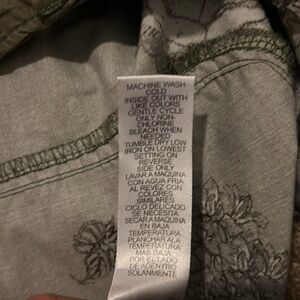 MACHINE WASH
COLD
INSIDE OUT WITH
LIKE COLORS
GENTLE CYCLE
ONLY NON-
CHLORINE
BLEACH WHEN
NEEDED
TUMBLE DRY LOW
IRON ON LOWEST
SETTING ON
REVERSE
SIDE ONLY
LAVAR A MAQUINA
CON AGUA FRIA
AL REVEZ CON
COLORES
SIMILARES
CICLO DELICADO
SE NECESITA
SECAR A MAQUINA
EN BAJA
TEMPERATURA
PLANCHAR A LA
TEMPERATURA
MAS BAJA
POR EL LADO
DE ADENTRO
SOLANMENTE